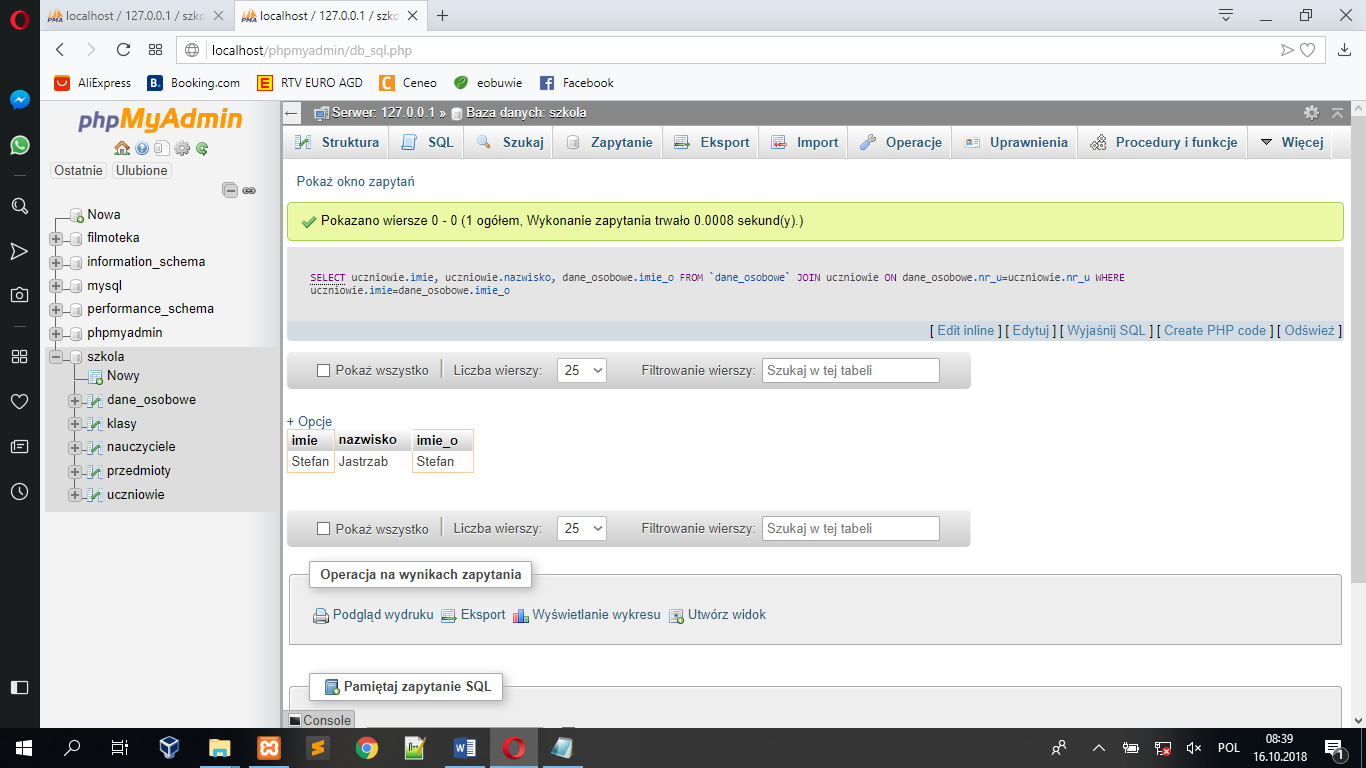 localhost / 127.0.0.1 / szko
localhost / 127.0.0.1 / szko
localhost/phpmyadmin/db_sql.php
AliExpress
Booking.com
RTV EURO AGD
Ceneo
eobuwie
Facebook
phpMyAdmin
Ostatnie
Ulubione
Nowa
filmoteka
information_schema
mysql
performance_schema
phpmyadmin
szkola
Nowy
dane_osobowe
klasy
nauczyciele
przedmioty
uczniowie
Serwer: 127.0.0.1 » Baza danych: szkola
Struktura
SQL
Szukaj
Zapytanie
Eksport
Import
Operacje
Uprawnienia
Procedury i funkcje
Więcej
Pokaż okno zapytań
Pokazano wiersze 0 - 0 (1 ogółem, Wykonanie zapytania trwało 0.0008 sekund(y).)
SELECT uczniowie.imie, uczniowie.nazwisko, dane_osobowe.imie_o FROM `dane_osobowe` JOIN uczniowie ON dane_osobowe.nr_u=uczniowie.nr_u WHERE
uczniowie.imie=dane_osobowe.imie_o
[ Edit inline ] [ Edytuj ] [ Wyjaśnij SQL ] [ Create PHP code ] [ Odśwież ]
Pokaż wszystko
Liczba wierszy:
25
Filtrowanie wierszy:
Szukaj w tej tabeli
+ Opcje
imie nazwisko imie_o
Stefan Jastrzab Stefan
Pokaż wszystko
Liczba wierszy:
25
Filtrowanie wierszy:
Szukaj w tej tabeli
Operacja na wynikach zapytania
Podgląd wydruku
Eksport
Wyświetlanie wykresu
Utwórz widok
Pamiętaj zapytanie SQL
Console
POL
08:39
16.10.2018
1